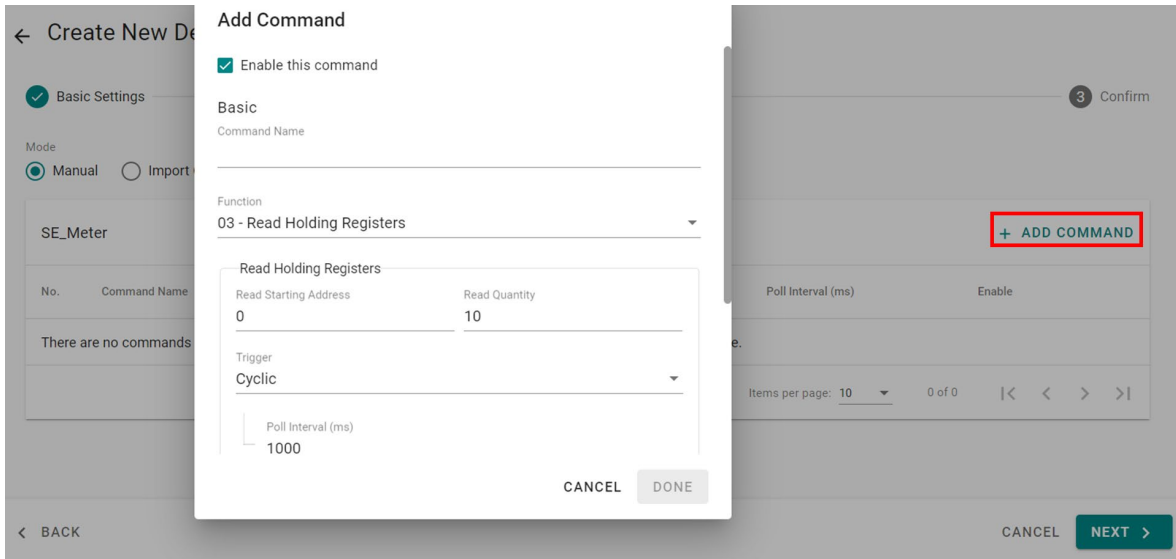 Create New De
Basic Settings
3 Confirm
Mode
Manual Import
SE_Meter
+ ADD COMMAND
No. Command Name Poll Interval (ms) Enable
There are no commands e.
Items per page: 10 0 of 0
BACK
CANCEL NEXT
Add Command
Enable this command
Basic
Command Name
Function
03 - Read Holding Registers
Read Holding Registers
Read Starting Address Read Quantity
0 10
Trigger
Cyclic
Poll Interval (ms)
1000
CANCEL DONE